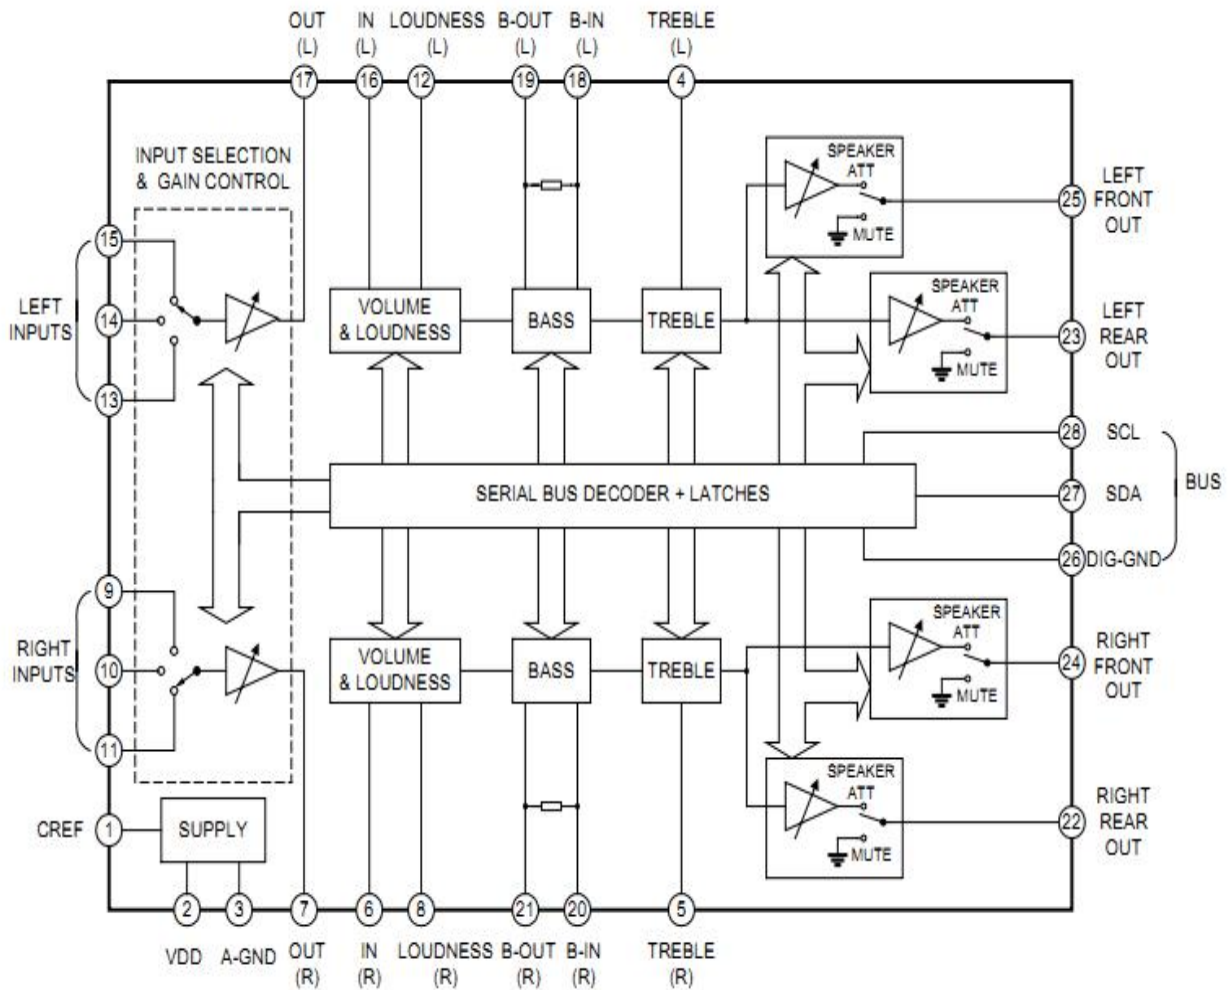 OUT IN LOUDNESS B-OUT B-IN TREBLE
(L) (L) (L) (L) (L) (L)
17 16 12 19 18 4
INPUT SELECTION
& GAIN CONTROL
SPEAKER
ATT
MUTE
25
LEFT
FRONT
OUT
15
14
13
LEFT
INPUTS
VOLUME
& LOUDNESS
BASS
TREBLE
SPEAKER
ATT
MUTE
23
LEFT
REAR
OUT
28 SCL
SERIAL BUS DECODER + LATCHES
27 SDA
BUS
26 DIG-GND
9
10
11
RIGHT
INPUTS
VOLUME
& LOUDNESS
BASS
TREBLE
SPEAKER
ATT
MUTE
24
RIGHT
FRONT
OUT
SPEAKER
ATT
MUTE
22
RIGHT
REAR
OUT
CREF 1 SUPPLY
2 3 7 6 8 21 20 5
VDD A-GND OUT IN LOUDNESS B-OUT B-IN TREBLE
(R) (R) (R) (R) (R) (R)